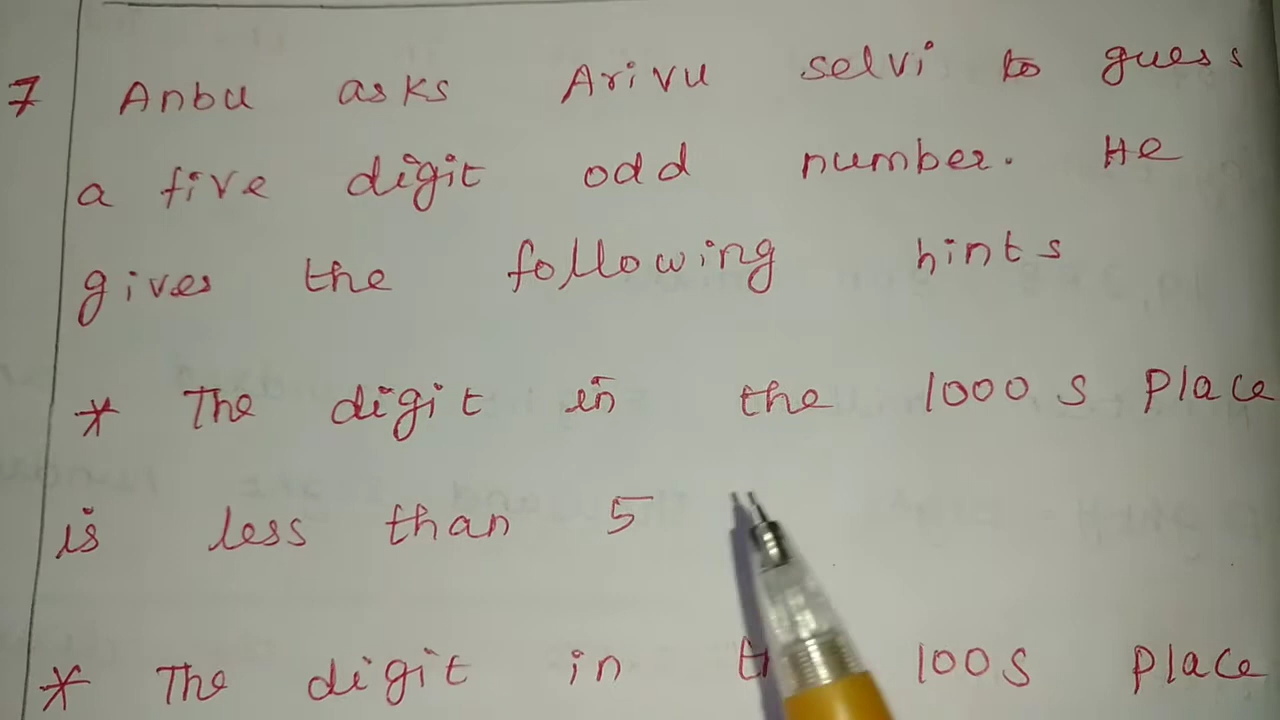 7 Anbu asks Arivu selvi to guess
a five digit odd number. He
gives the following hints
* The digit in the 1000s place
is less than 5
* The digit in 100s place